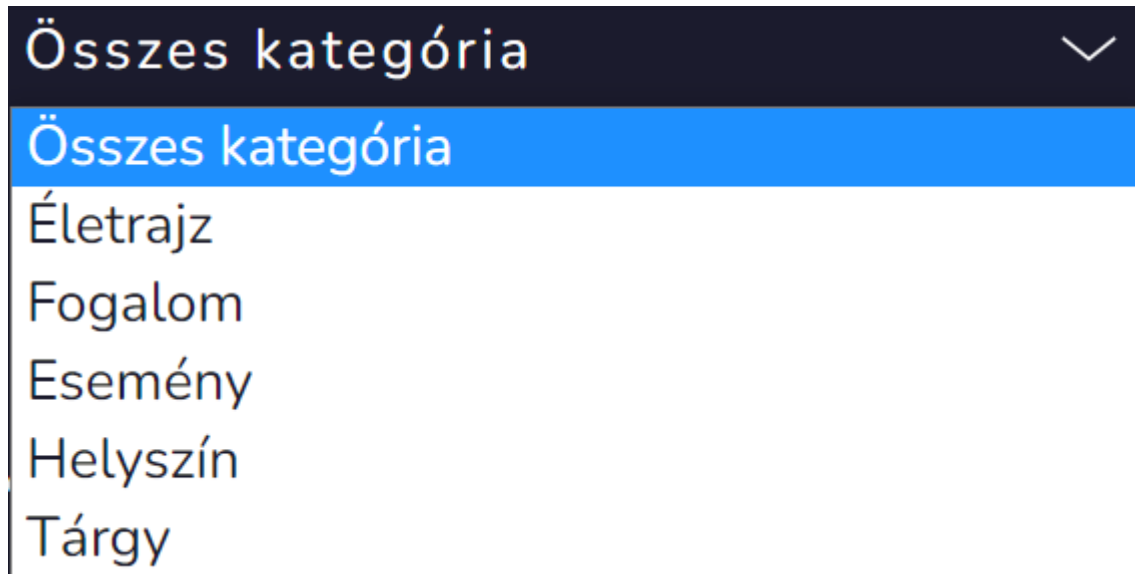 Összes kategória
Összes kategória
Életrajz
Fogalom
Esemény
Helyszín
Tárgy